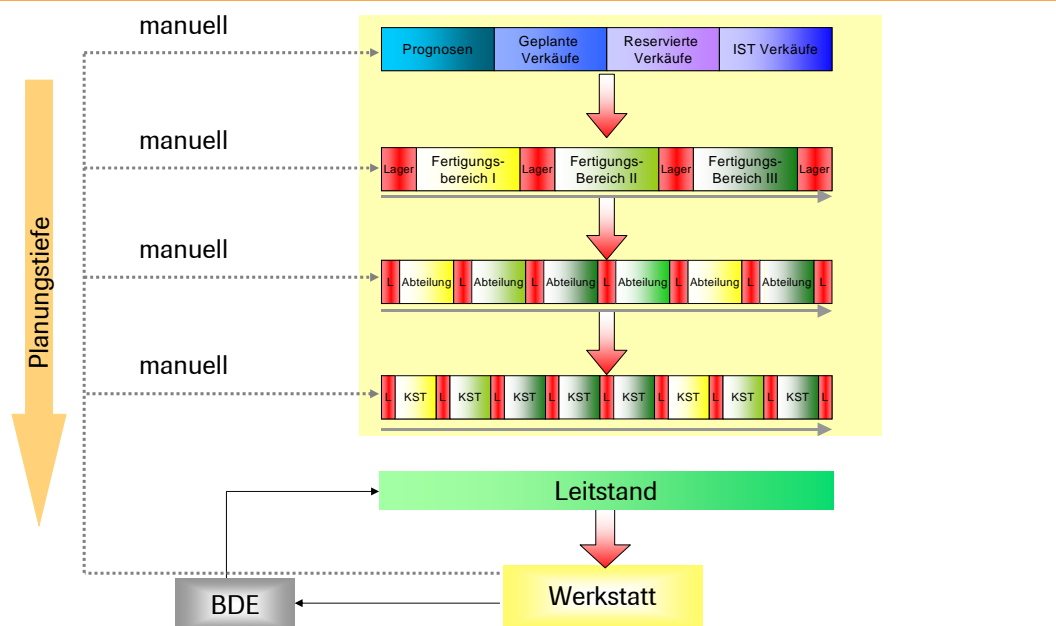 manuell
Prognosen
Geplante
Verkäufe
Reservierte
Verkäufe
IST Verkäufe
manuell
Lager
Fertigungs-
bereich I
Lager
Fertigungs-
Bereich II
Lager
Fertigungs-
Bereich III
Lager
manuell
L Abteilung L Abteilung L Abteilung L Abteilung L Abteilung L Abteilung L
manuell
L KST L KST L KST L KST L KST L KST L KST L KST L
Planungstiefe
Leitstand
Werkstatt
BDE